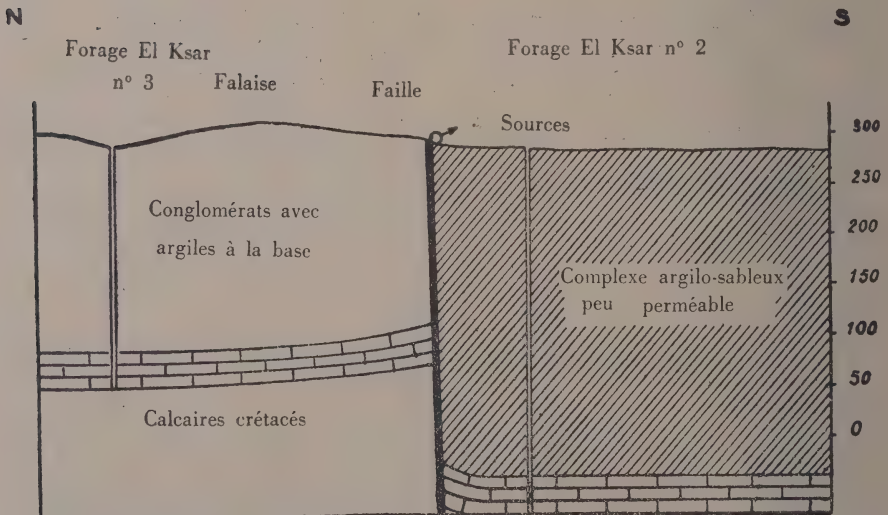 N
S
Forage El Ksar
n° 3
Falaise
Faille
Forage El Ksar n° 2
Sources
Conglomérats avec
argiles à la base
Complexe argilo-sableux
peu perméable
Calcaires crétacés
300
250
200
150
100
50
0